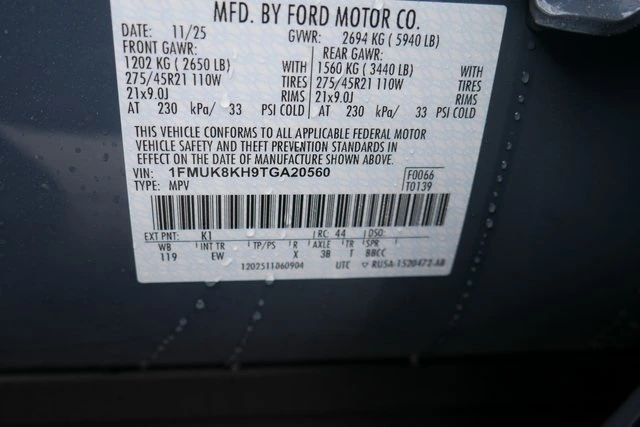 MFD. BY FORD MOTOR CO.
DATE: 11/25 GVWR: 2694 KG ( 5940 LB)
FRONT GAWR: REAR GAWR:
1202 KG ( 2650 LB) WITH 1560 KG ( 3440 LB) WITH
275/45R21 110W TIRES 275/45R21 110W TIRES
21x9.0J RIMS 21x9.0J RIMS
AT 230 kPa/ 33 PSI COLD AT 230 kPa/ 33 PSI COLD
THIS VEHICLE CONFORMS TO ALL APPLICABLE FEDERAL MOTOR
VEHICLE SAFETY AND THEFT PREVENTION STANDARDS IN
EFFECT ON THE DATE OF MANUFACTURE SHOWN ABOVE.
VIN: 1FMUK8KH9TGA20560 F0066
TYPE: MPV T0139
EXT PNT: K1 RC: 44 DSO:
WB INT TR TP/PS R AXLE TR SPR
119 EW X 3B T BBCC
1202511060904 UTC RU5A-1520472-AB